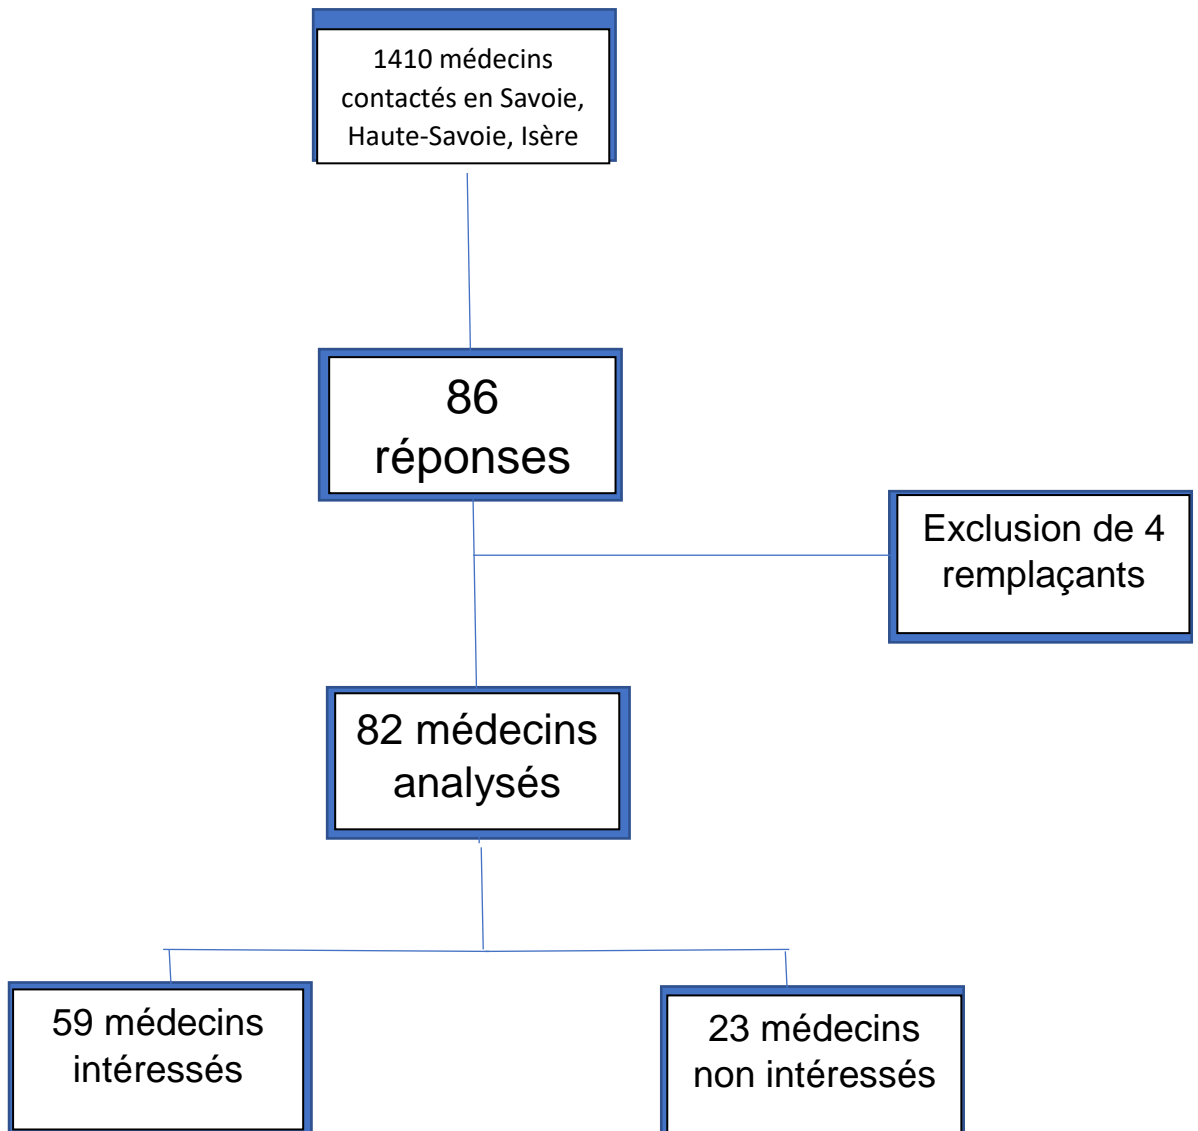 1410 médecins
contactés en Savoie,
Haute-Savoie, Isère
86
réponses
Exclusion de 4
remplaçants
82 médecins
analysés
59 médecins
intéressés
23 médecins
non intéressés